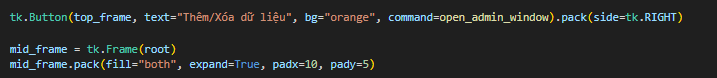 tk.Button(top_frame, text="Thêm/Xóa dữ liệu", bg="orange", command=open_admin_window).pack(side=tk.RIGHT)
mid_frame = tk.Frame(root)
mid_frame.pack(fill="both", expand=True, padx=10, pady=5)